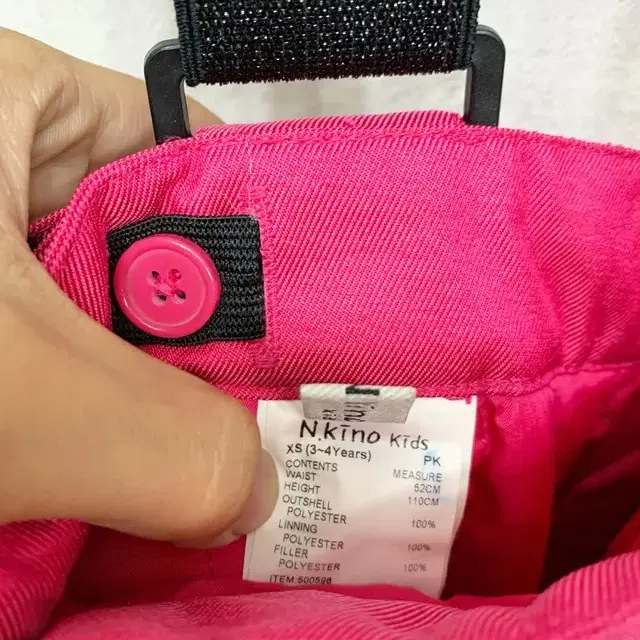 N.kino Kids
XS (3~4Years) PK
CONTENTS MEASURE
WAIST 52CM
HEIGHT 110CM
OUTSHELL
POLYESTER 100%
LINNING
POLYESTER 100%
FILLER
POLYESTER 100%
ITEM:500596